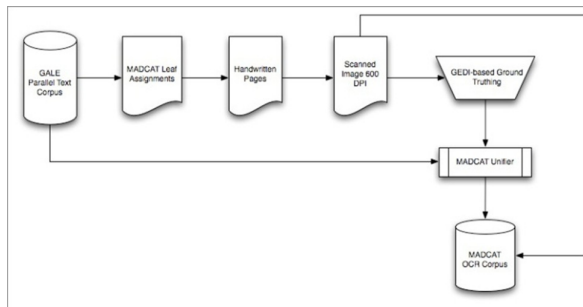 GALE
Parallel Text
Corpus
MADCAT Leaf
Assignments
Handwritten
Pages
Scanned
Image 600
DPI
GEDI-based Ground
Truthing
MADCAT Unifier
MADCAT
OCR Corpus